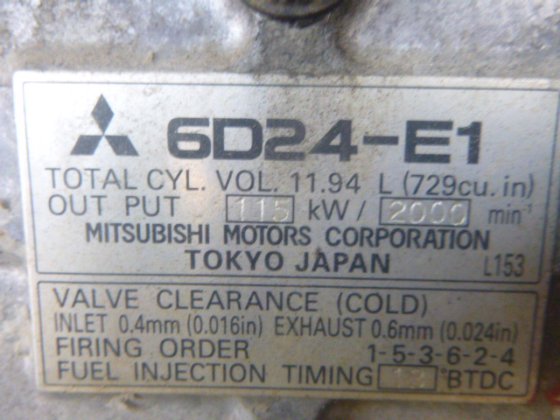 6D24-E1
TOTAL CYL. VOL. 11.94 L (729cu. in)
OUT PUT 115 kW / 2000 min⁻¹
MITSUBISHI MOTORS CORPORATION
TOKYO JAPAN L153
VALVE CLEARANCE (COLD)
INLET 0.4mm (0.016in) EXHAUST 0.6mm (0.024in)
FIRING ORDER 1-5-3-6-2-4
FUEL INJECTION TIMING °BTDC